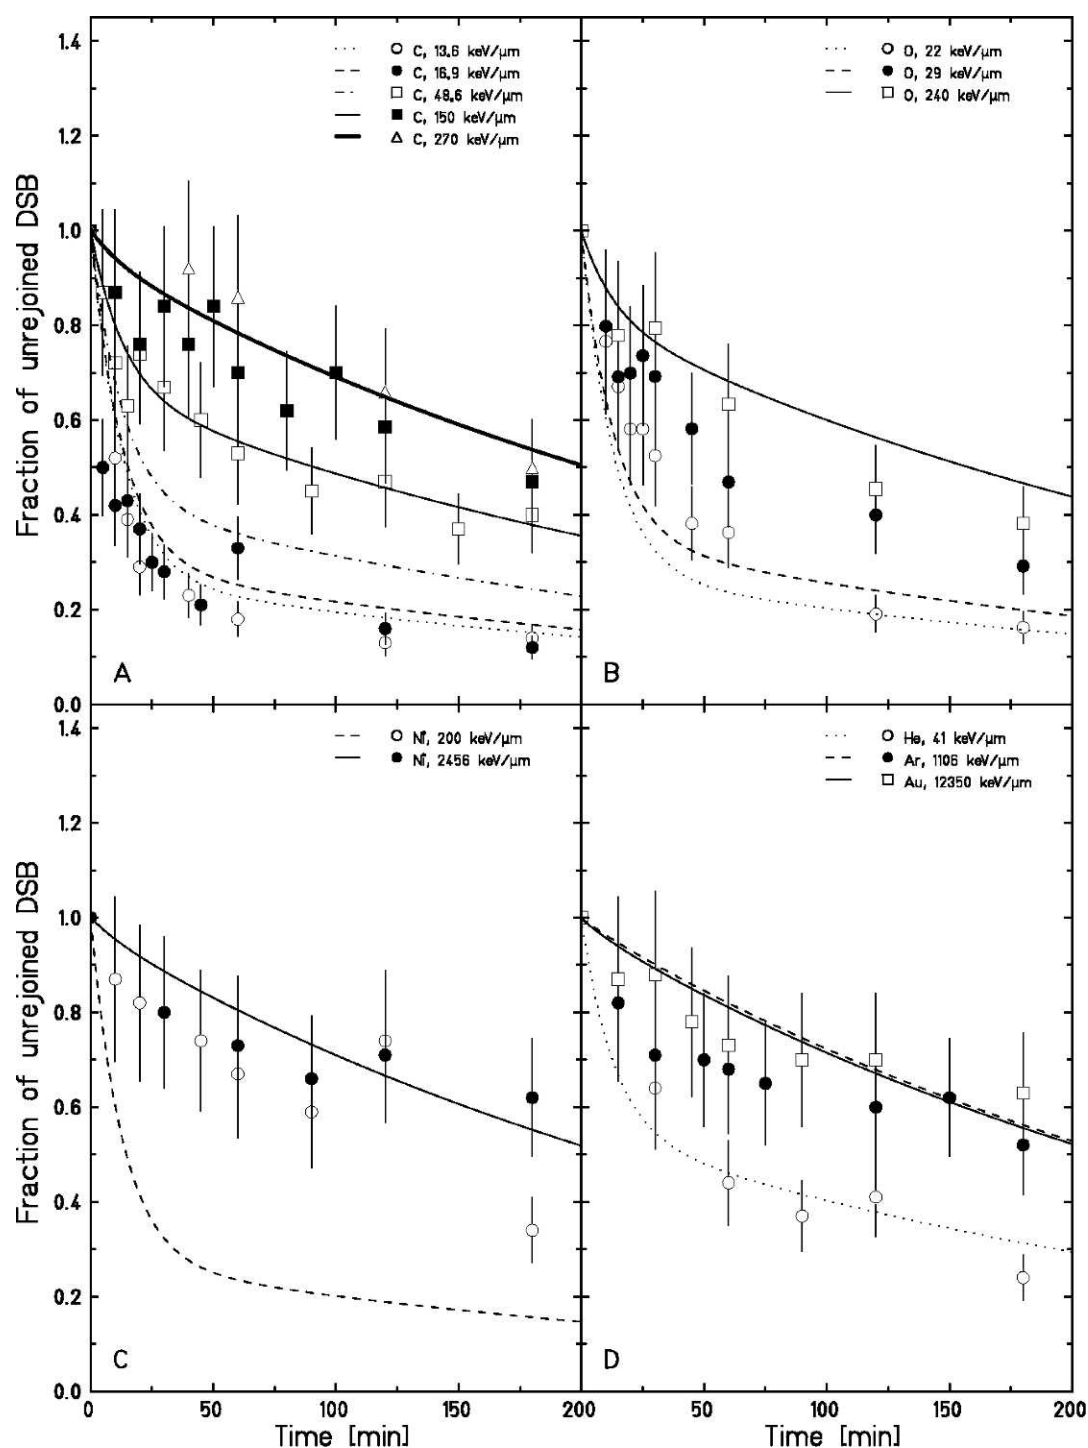 1.4
C, 13.6 keV/μm
C, 16.9 keV/μm
C, 48.6 keV/μm
C, 150 keV/μm
C, 270 keV/μm
1.2
1.0
0.8
0.6
0.4
0.2
0.0
Fraction of unrejoined DSB
A
O, 22 keV/μm
O, 29 keV/μm
O, 240 keV/μm
B
1.4
Ni, 200 keV/μm
Ni, 2456 keV/μm
1.2
1.0
0.8
0.6
0.4
0.2
0.0
Fraction of unrejoined DSB
C
0 50 100 150 200
Time [min]
He, 41 keV/μm
Ar, 1106 keV/μm
Au, 12350 keV/μm
D
50 100 150 200
Time [min]